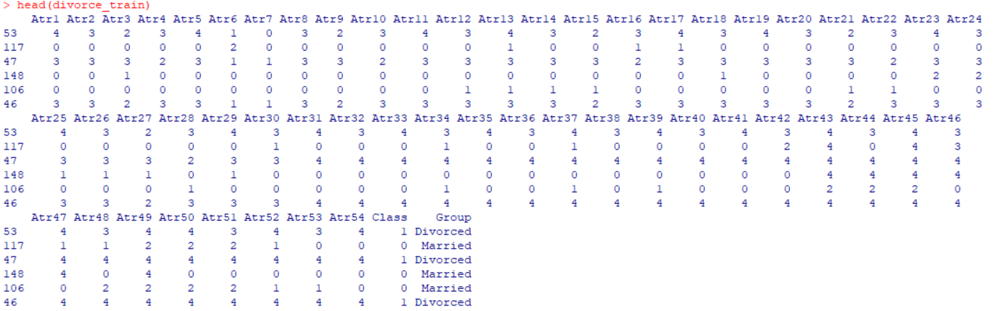 > head(divorce_train)
Atr1 Atr2 Atr3 Atr4 Atr5 Atr6 Atr7 Atr8 Atr9 Atr10 Atr11 Atr12 Atr13 Atr14 Atr15 Atr16 Atr17 Atr18 Atr19 Atr20 Atr21 Atr22 Atr23 Atr24
53 4 3 2 3 4 1 0 3 2 3 4 3 4 3 2 3 4 3 4 3 2 3 4 3
117 0 0 0 0 0 2 0 0 0 0 0 0 1 0 0 1 1 0 0 0 0 0 0 0
47 3 3 3 2 3 1 1 3 3 2 3 3 3 3 3 2 3 3 3 3 3 2 3 3
148 0 0 1 0 0 0 0 0 0 0 0 0 0 0 0 0 0 1 0 0 0 0 2 2
106 0 0 0 0 0 0 0 0 0 0 0 1 1 1 1 0 0 0 0 0 1 1 0 0
46 3 3 2 3 3 1 1 3 2 3 3 3 3 3 2 3 3 3 3 3 2 3 3 3
Atr25 Atr26 Atr27 Atr28 Atr29 Atr30 Atr31 Atr32 Atr33 Atr34 Atr35 Atr36 Atr37 Atr38 Atr39 Atr40 Atr41 Atr42 Atr43 Atr44 Atr45 Atr46
53 4 3 2 3 4 3 4 3 4 3 4 3 4 3 4 3 4 3 4 3 4 3
117 0 0 0 0 0 1 0 0 0 1 0 0 1 0 0 0 0 2 4 0 4 3
47 3 3 3 2 3 3 4 4 4 4 4 4 4 4 4 4 4 4 4 4 4 4
148 1 1 1 0 1 0 0 0 0 0 0 0 0 0 0 0 0 0 4 4 4 4
106 0 0 0 1 0 0 0 0 0 1 0 0 1 0 1 0 0 0 2 2 2 0
46 3 3 2 3 3 3 4 4 4 4 4 4 4 4 4 4 4 4 4 4 4 4
Atr47 Atr48 Atr49 Atr50 Atr51 Atr52 Atr53 Atr54 Class Group
53 4 3 4 4 3 4 3 4 1 Divorced
117 1 1 2 2 2 1 0 0 0 Married
47 4 4 4 4 4 4 4 4 1 Divorced
148 4 0 4 0 0 0 0 0 0 Married
106 0 2 2 2 2 1 1 0 0 Married
46 4 4 4 4 4 4 4 4 1 Divorced